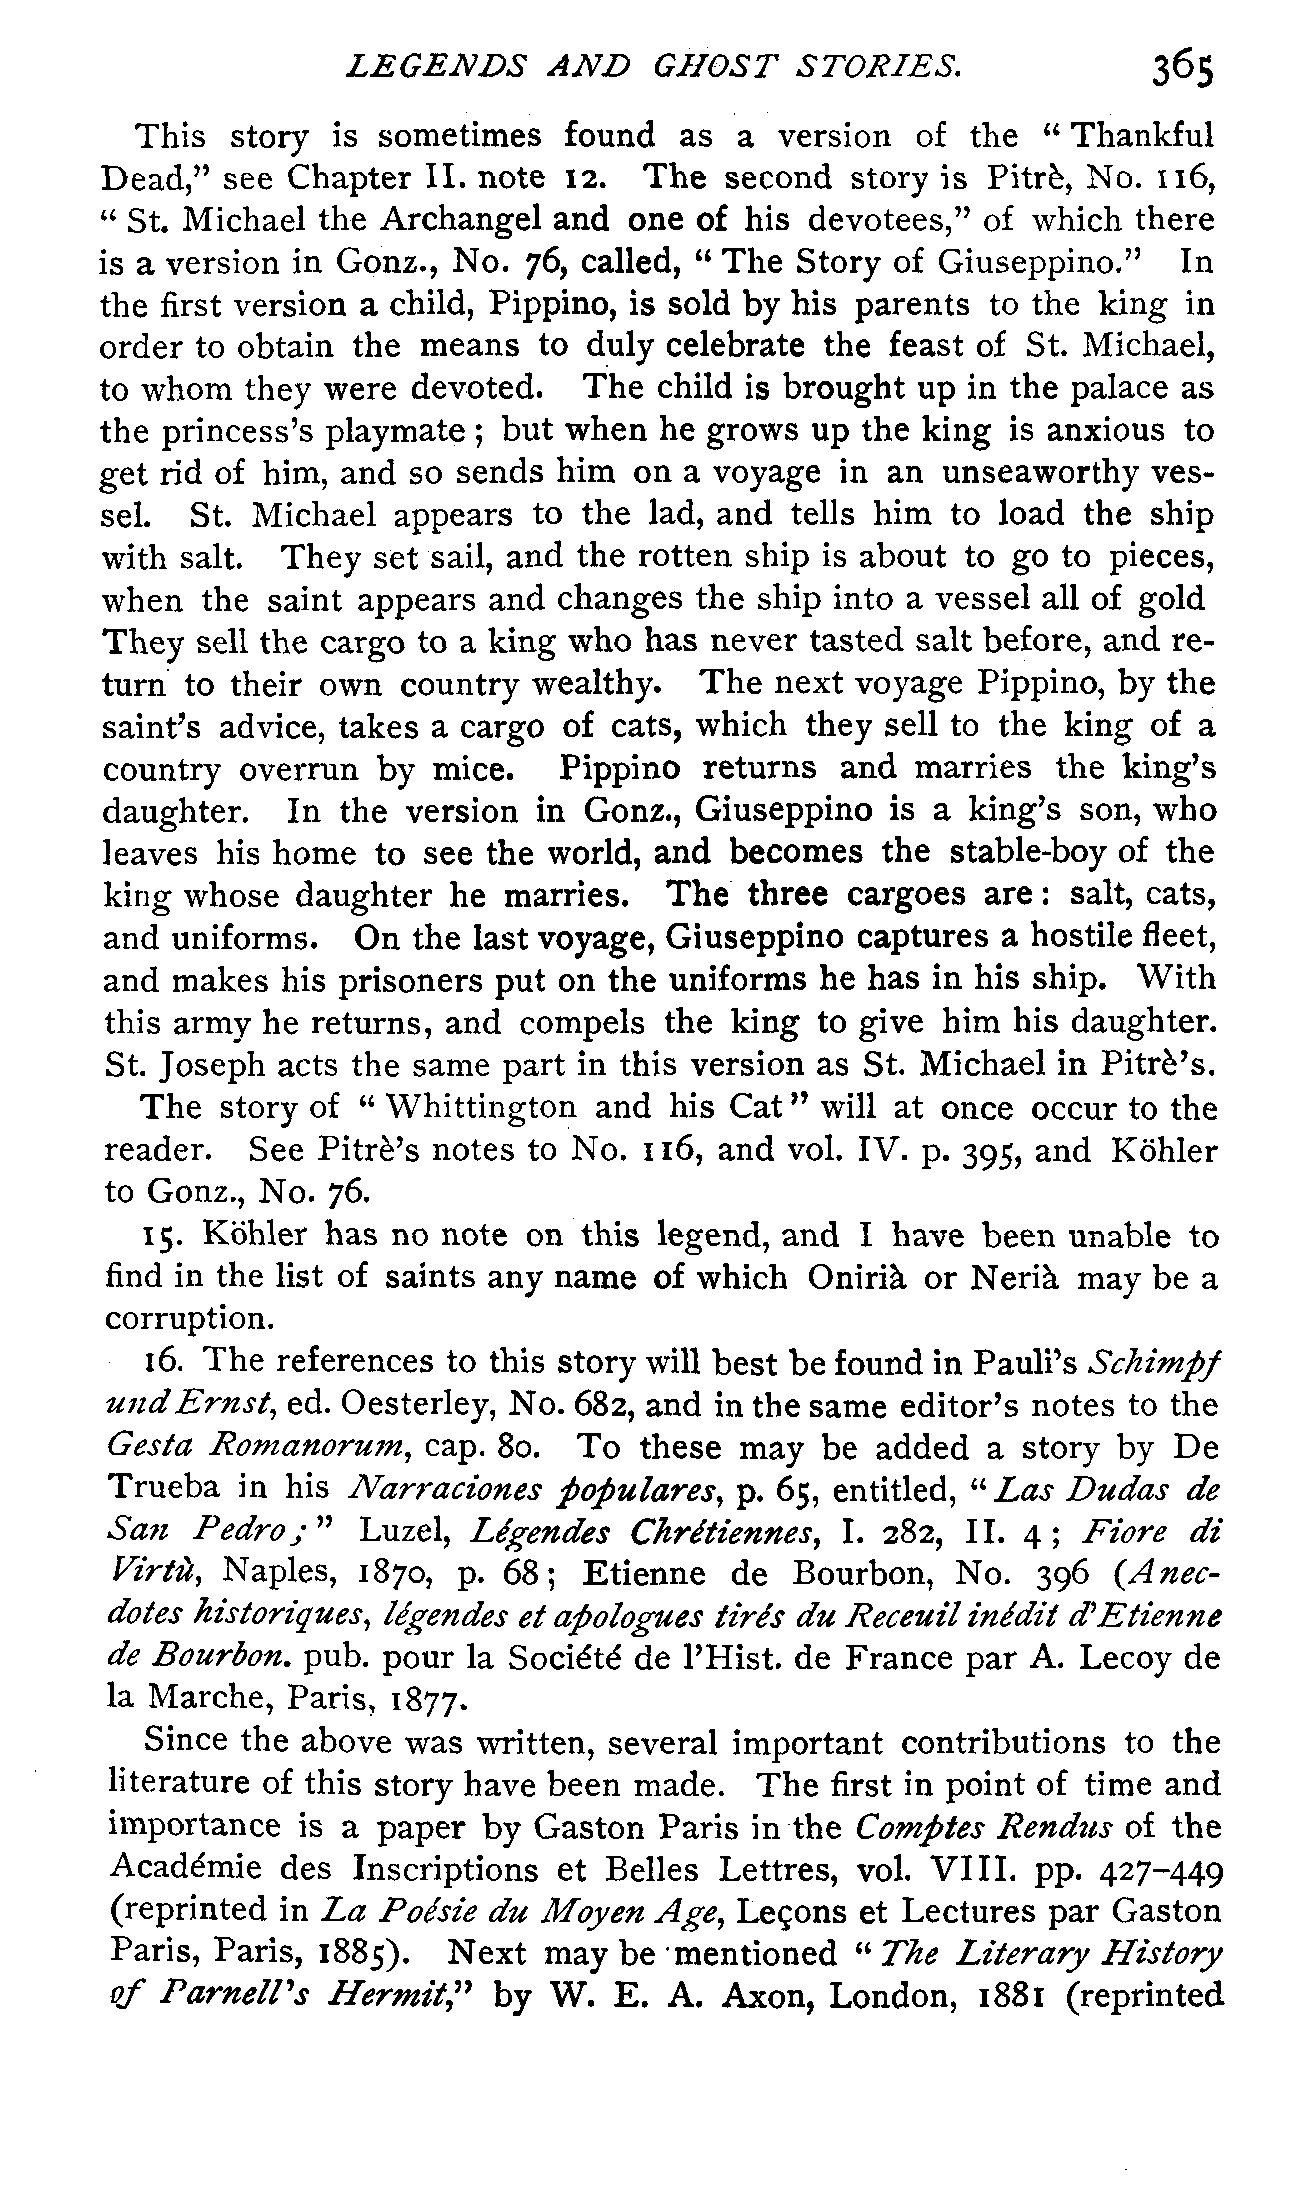 LEGENDS AND GHOST STORIES. 365
This story is sometimes found as a version of the “ Thankful
Dead,” see Chapter II. note 12. The second story is Pitrè, No. 116,
“ St. Michael the Archangel and one of his devotees,” of which there
is a version in Gonz., No. 76, called, “ The Story of Giuseppino.” In
the first version a child, Pippino, is sold by his parents to the king in
order to obtain the means to duly celebrate the feast of St. Michael,
to whom they were devoted. The child is brought up in the palace as
the princess’s playmate ; but when he grows up the king is anxious to
get rid of him, and so sends him on a voyage in an unseaworthy ves-
sel. St. Michael appears to the lad, and tells him to load the ship
with salt. They set sail, and the rotten ship is about to go to pieces,
when the saint appears and changes the ship into a vessel all of gold
They sell the cargo to a king who has never tasted salt before, and re-
turn to their own country wealthy. The next voyage Pippino, by the
saint’s advice, takes a cargo of cats, which they sell to the king of a
country overrun by mice. Pippino returns and marries the king’s
daughter. In the version in Gonz., Giuseppino is a king’s son, who
leaves his home to see the world, and becomes the stable-boy of the
king whose daughter he marries. The three cargoes are : salt, cats,
and uniforms. On the last voyage, Giuseppino captures a hostile fleet,
and makes his prisoners put on the uniforms he has in his ship. With
this army he returns, and compels the king to give him his daughter.
St. Joseph acts the same part in this version as St. Michael in Pitrè’s.
The story of “ Whittington and his Cat ” will at once occur to the
reader. See Pitrè’s notes to No. 116, and vol. IV. p. 395, and Köhler
to Gonz., No. 76.
15. Köhler has no note on this legend, and I have been unable to
find in the list of saints any name of which Onirià or Nerià may be a
corruption.
16. The references to this story will best be found in Pauli’s Schimpf
und Ernst, ed. Oesterley, No. 682, and in the same editor’s notes to the
Gesta Romanorum, cap. 80. To these may be added a story by De
Trueba in his Narraciones populares, p. 65, entitled, “ Las Dudas de
San Pedro ; ” Luzel, Légendes Chrétiennes, I. 282, II. 4 ; Fiore di
Virtù, Naples, 1870, p. 68 ; Etienne de Bourbon, No. 396 (Anec-
dotes historiques, légendes et apologues tirés du Receuil inédit d’Etienne
de Bourbon. pub. pour la Société de l’Hist. de France par A. Lecoy de
la Marche, Paris, 1877.
Since the above was written, several important contributions to the
literature of this story have been made. The first in point of time and
importance is a paper by Gaston Paris in the Comptes Rendus of the
Académie des Inscriptions et Belles Lettres, vol. VIII. pp. 427–449
(reprinted in La Poésie du Moyen Age, Leçons et Lectures par Gaston
Paris, Paris, 1885). Next may be mentioned “ The Literary History
of Parnell’s Hermit,” by W. E. A. Axon, London, 1881 (reprinted